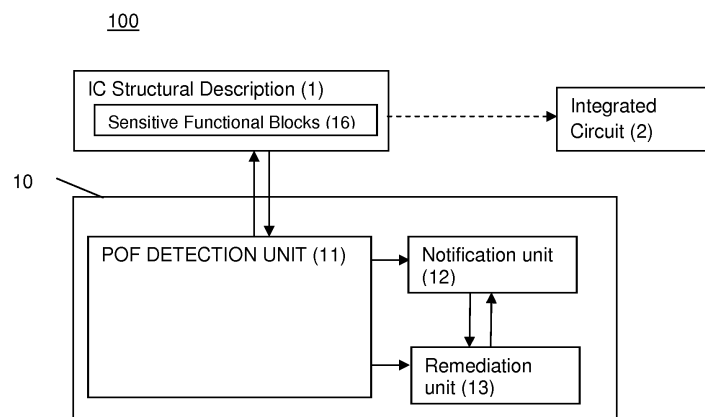 100
IC Structural Description (1)
Sensitive Functional Blocks (16)
Integrated
Circuit (2)
10
POF DETECTION UNIT (11)
Notification unit
(12)
Remediation
unit (13)